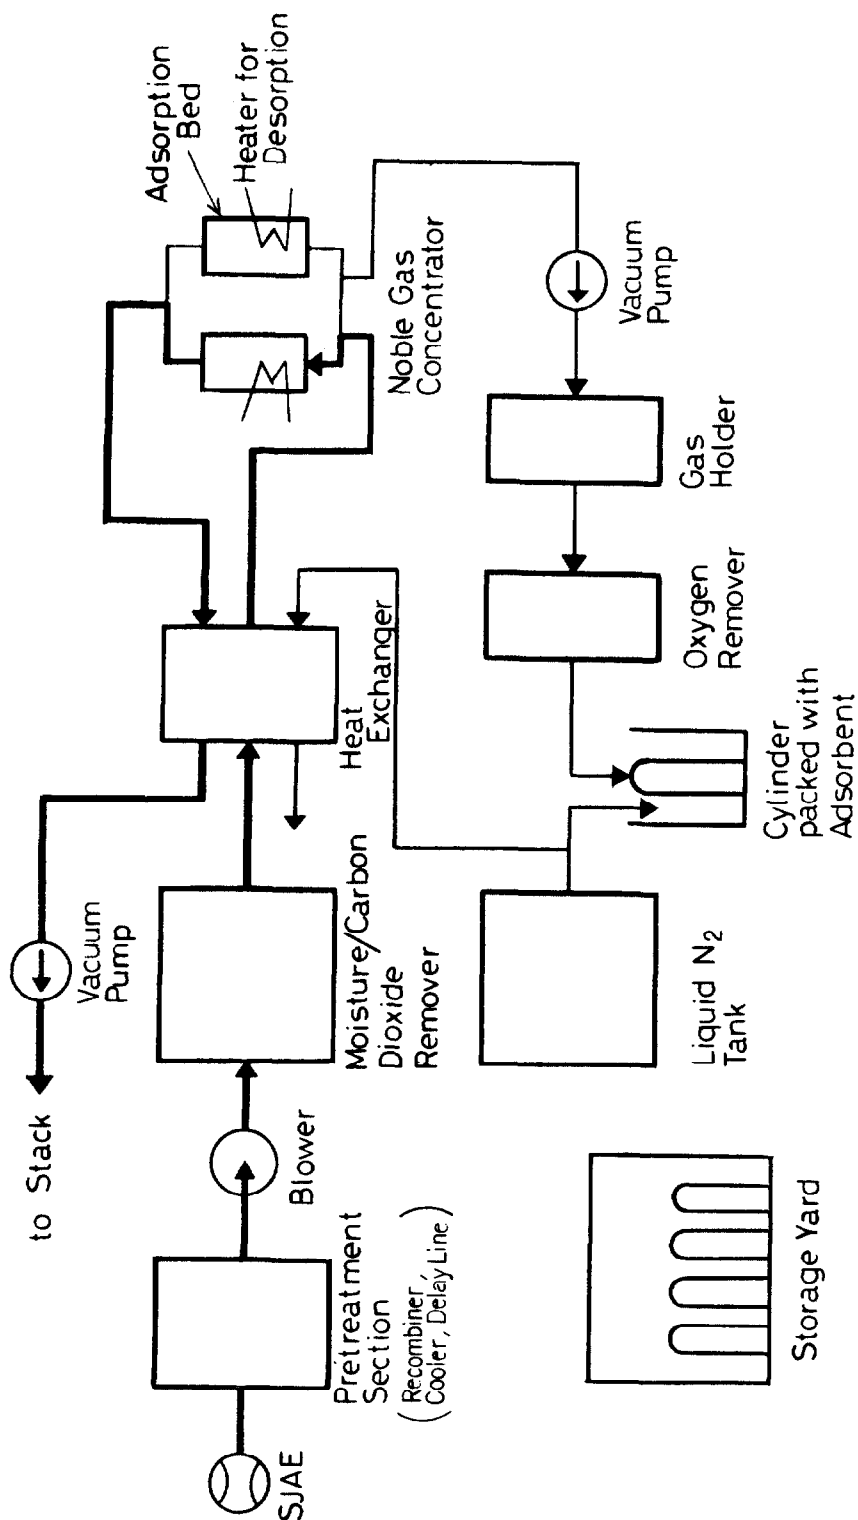 to Stack
Vacuum
Pump
Adsorption
Bed
Heater for
Desorption
SJAE
Pretreatment
Section
(Recombiner,
Cooler, Delay Line)
Blower
Moisture/Carbon
Dioxide
Remover
Heat
Exchanger
Noble Gas
Concentrator
Vacuum
Pump
Gas
Holder
Oxygen
Remover
Cylinder
packed with
Adsorbent
Liquid N₂
Tank
Storage Yard